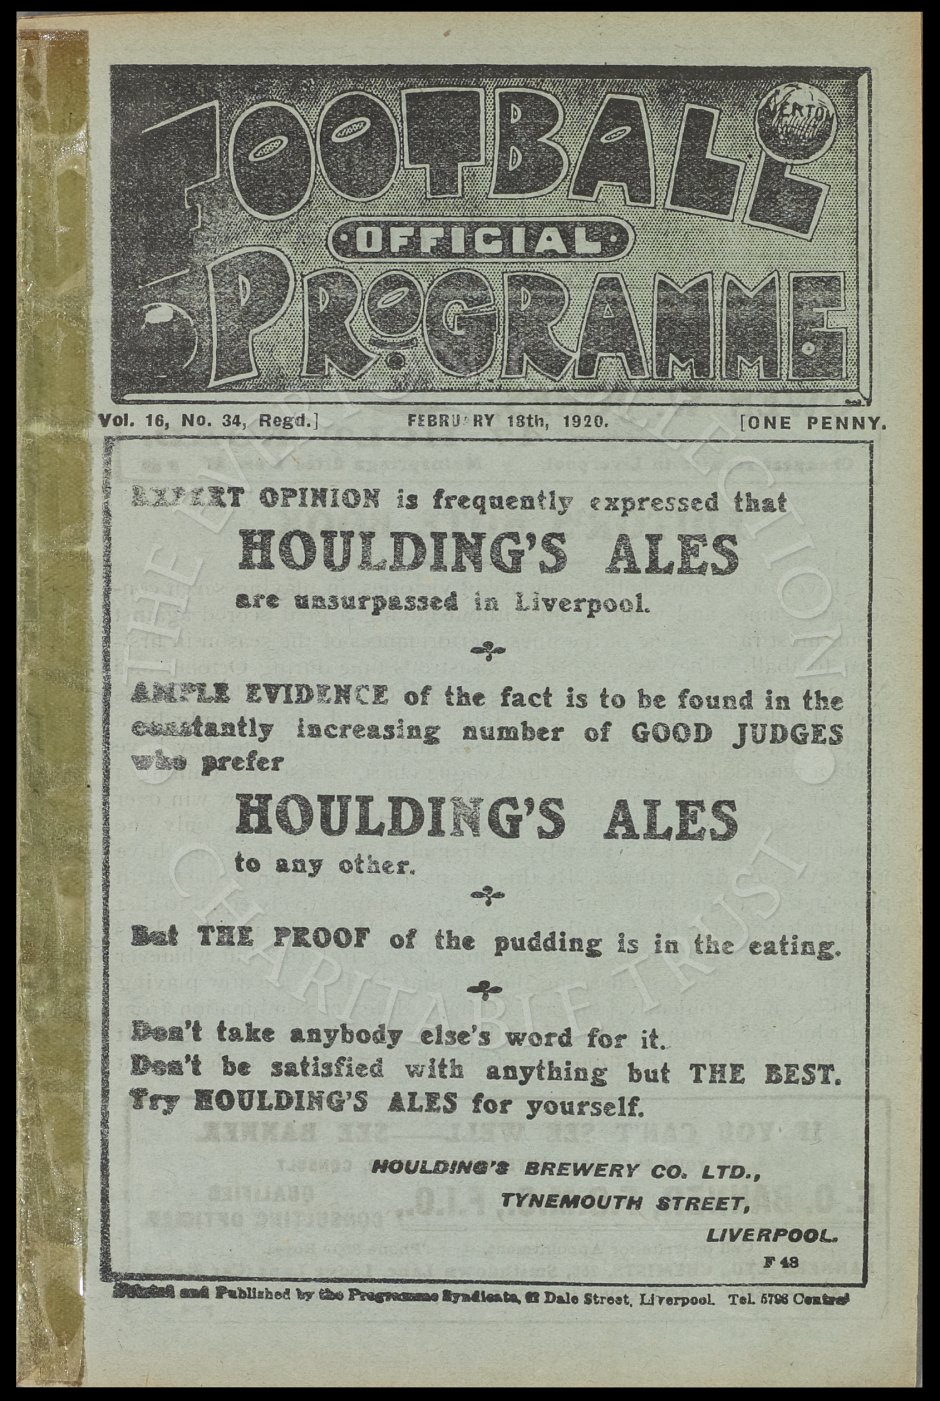 FOOTBALL
EVERTON
OFFICIAL
PROGRAMME
Vol. 16, No. 34, Regd.] FEBRUARY 18th, 1920. [ONE PENNY.
EXPERT OPINION is frequently expressed that
HOULDING'S ALES
are unsurpassed in Liverpool.
AMPLE EVIDENCE of the fact is to be found in the
constantly increasing number of GOOD JUDGES
who prefer
HOULDING'S ALES
to any other.
But THE PROOF of the pudding is in the eating.
Don't take anybody else's word for it.
Don't be satisfied with anything but THE BEST.
Try HOULDING'S ALES for yourself.
HOULDING'S BREWERY CO. LTD.,
TYNEMOUTH STREET,
LIVERPOOL.
F 48
Printed and Published by the Programme Syndicate, 62 Dale Street, Liverpool. Tel. 5798 Central
THE EVERTON COLLECTION
CHARITABLE TRUST